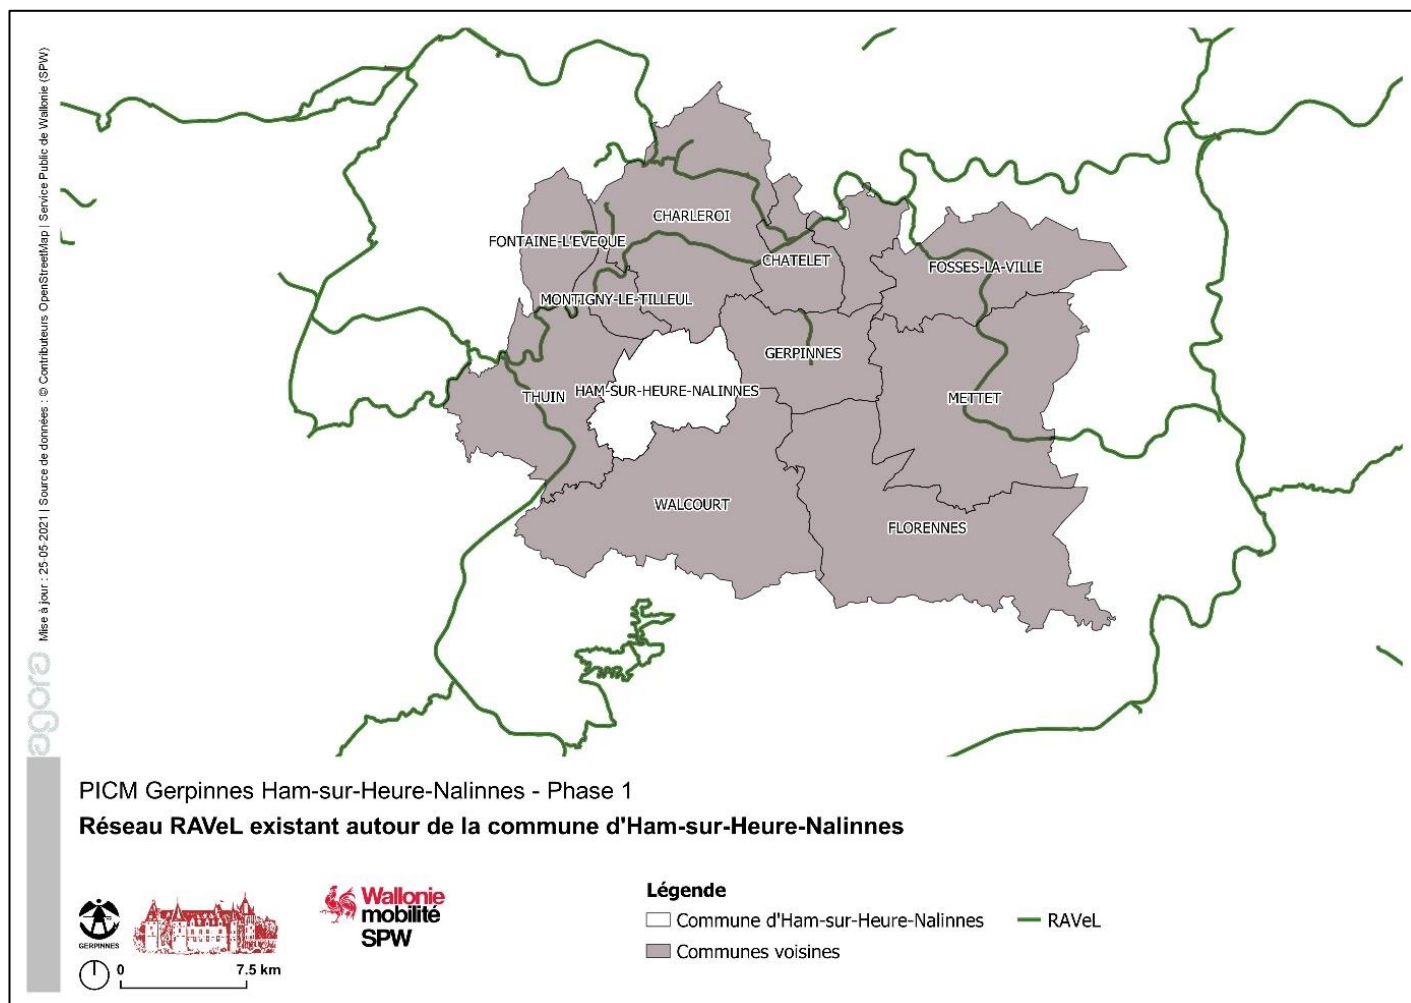 Mise à jour : 25-05-2021 | Source de données : © Contributeurs OpenStreetMap | Service Public de Wallonie (SPW)
agora
CHARLEROI
FONTAINE-L'EVEQUE
CHATELET
FOSSES-LA-VILLE
MONTIGNY-LE-TILLEUL
GERPINNES
THUIN
HAM-SUR-HEURE-NALINNES
METTET
WALCOURT
FLORENNES
PICM Gerpinnes Ham-sur-Heure-Nalinnes - Phase 1
Réseau RAVeL existant autour de la commune d'Ham-sur-Heure-Nalinnes
GERPINNES
Wallonie
mobilité
SPW
0 7.5 km
Légende
Commune d'Ham-sur-Heure-Nalinnes
RAVeL
Communes voisines